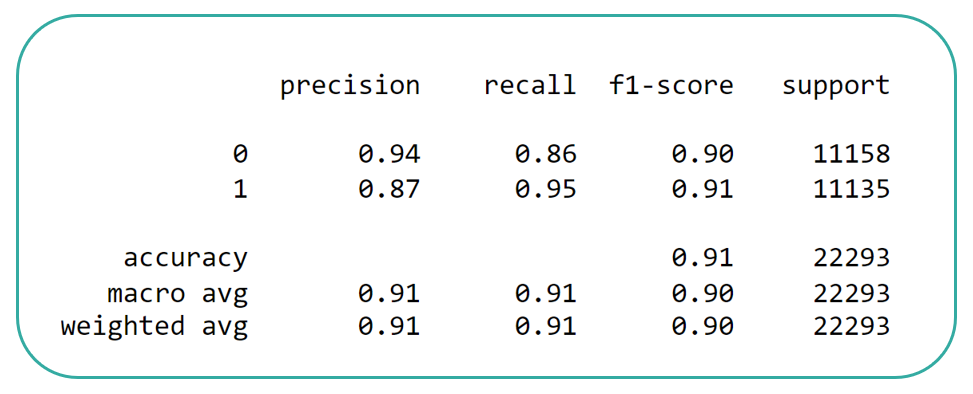 precision recall f1-score support
0 0.94 0.86 0.90 11158
1 0.87 0.95 0.91 11135
accuracy 0.91 22293
macro avg 0.91 0.91 0.90 22293
weighted avg 0.91 0.91 0.90 22293